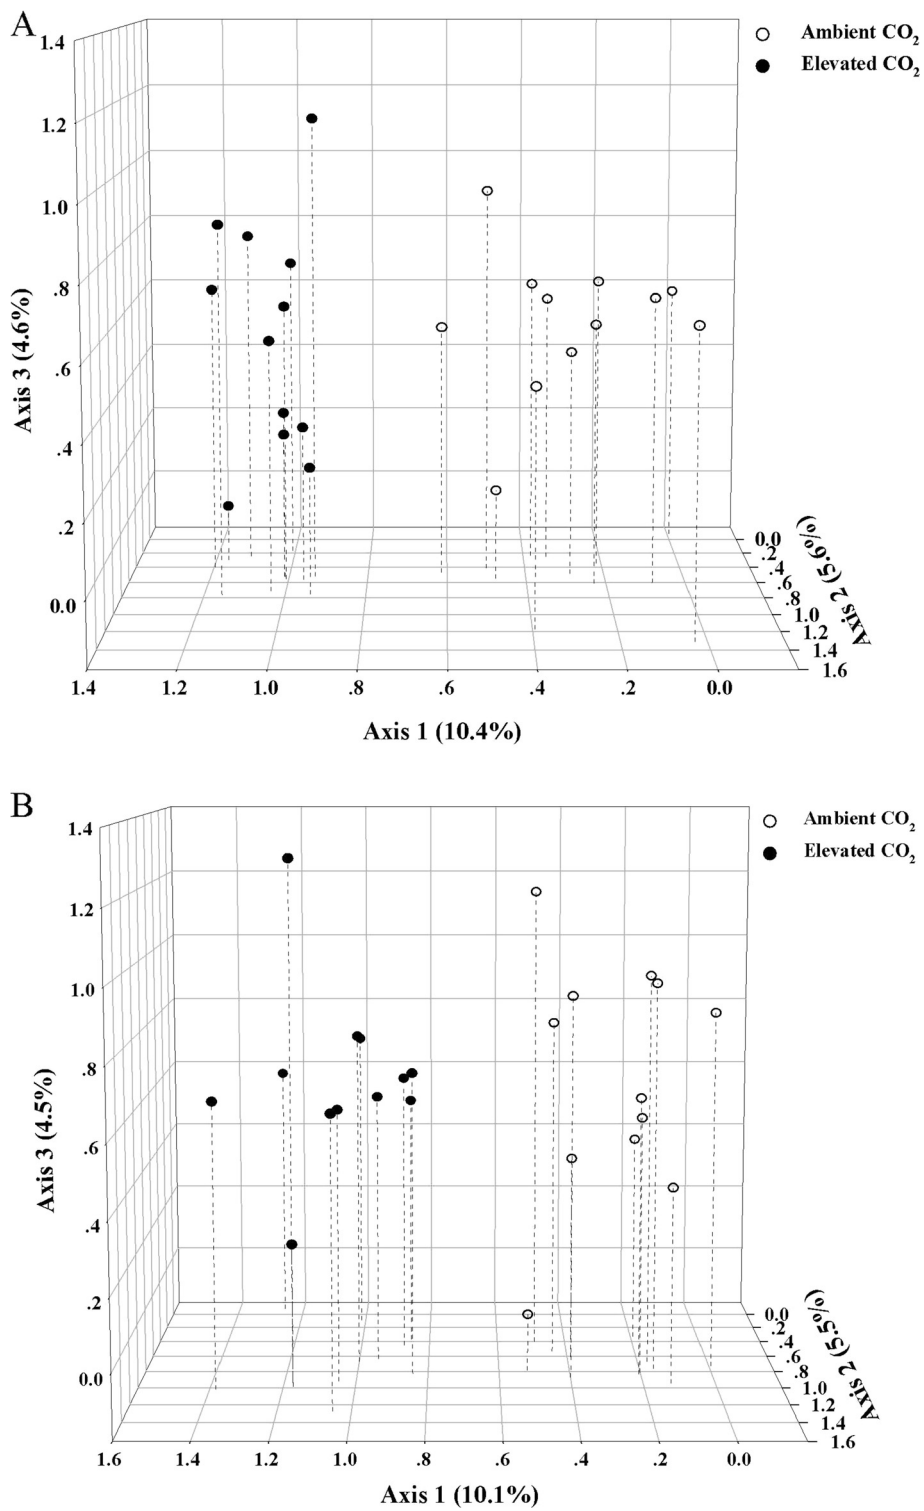 A
Ambient CO2
Elevated CO2
1.4
1.2
1.0
.8
.6
.4
.2
0.0
Axis 3 (4.6%)
0.0
.2
.4
.6
.8
1.0
1.2
1.4
1.6
Axis 2 (5.6%)
1.4 1.2 1.0 .8 .6 .4 .2 0.0
Axis 1 (10.4%)
B
Ambient CO2
Elevated CO2
1.4
1.2
1.0
.8
.6
.4
.2
0.0
Axis 3 (4.5%)
0.0
.2
.4
.6
.8
1.0
1.2
1.4
1.6
Axis 2 (5.5%)
1.6 1.4 1.2 1.0 .8 .6 .4 .2 0.0
Axis 1 (10.1%)